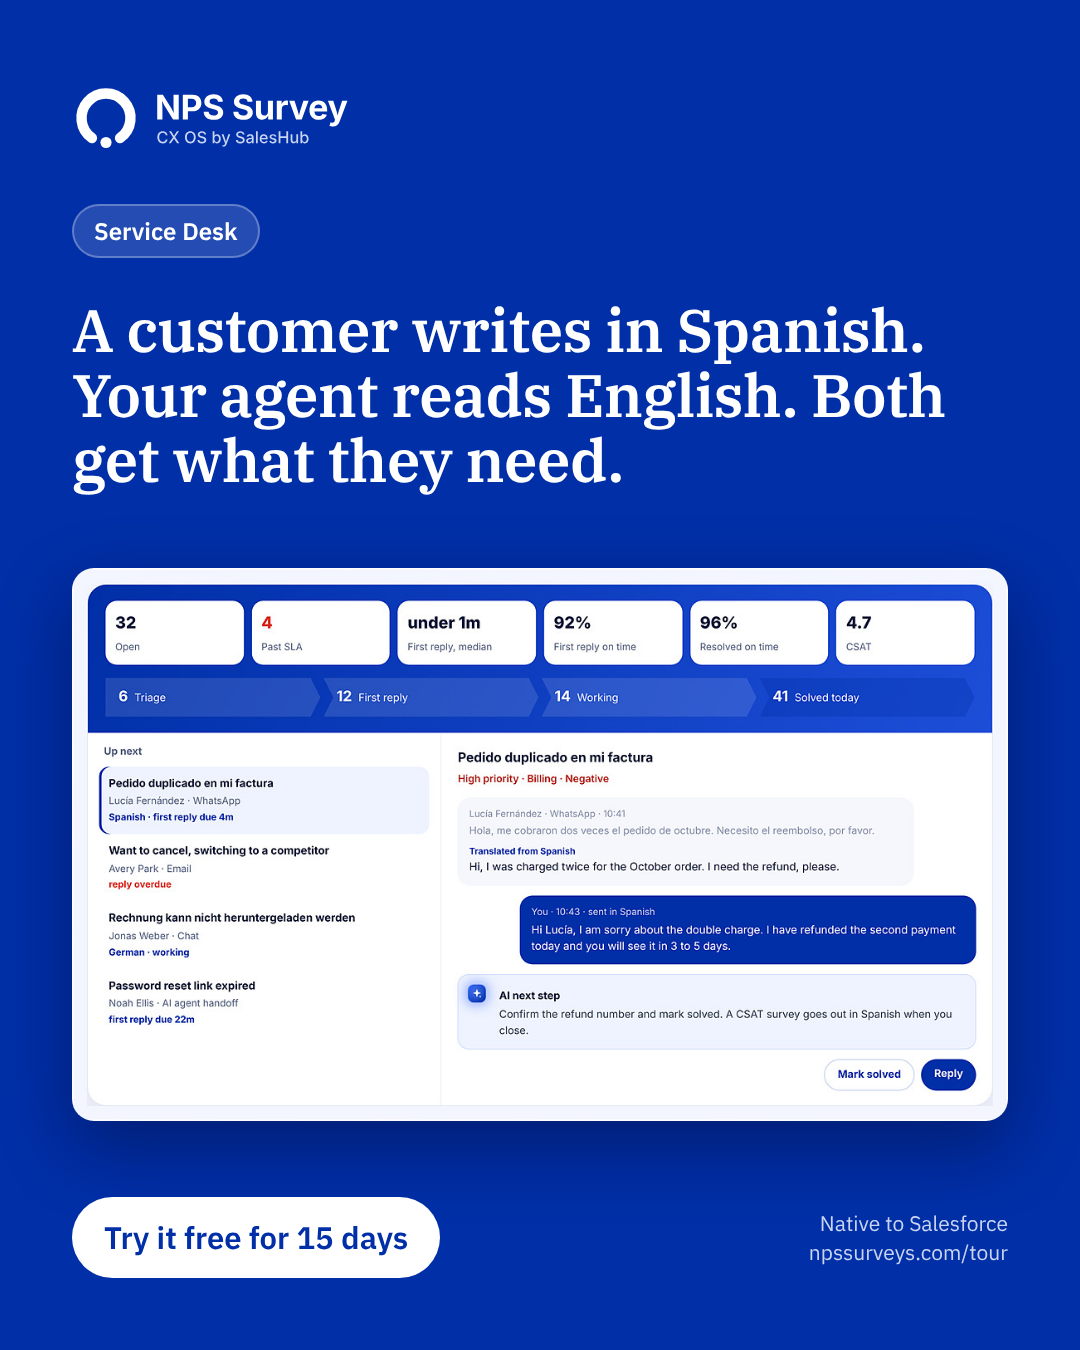 NPS Survey
CX OS by SalesHub
Service Desk
A customer writes in Spanish.
Your agent reads English. Both
get what they need.
32
Open
4
Past SLA
under 1m
First reply, median
92%
First reply on time
96%
Resolved on time
4.7
CSAT
6 Triage
12 First reply
14 Working
41 Solved today
Up next
Pedido duplicado en mi factura
Lucía Fernández · WhatsApp
Spanish · first reply due 4m
Want to cancel, switching to a competitor
Avery Park · Email
reply overdue
Rechnung kann nicht heruntergeladen werden
Jonas Weber · Chat
German · working
Password reset link expired
Noah Ellis · AI agent handoff
first reply due 22m
Pedido duplicado en mi factura
High priority · Billing · Negative
Lucía Fernández · WhatsApp · 10:41
Hola, me cobraron dos veces el pedido de octubre. Necesito el reembolso, por favor.
Translated from Spanish
Hi, I was charged twice for the October order. I need the refund, please.
You · 10:43 · sent in Spanish
Hi Lucía, I am sorry about the double charge. I have refunded the second payment
today and you will see it in 3 to 5 days.
AI next step
Confirm the refund number and mark solved. A CSAT survey goes out in Spanish when you
close.
Mark solved
Reply
Try it free for 15 days
Native to Salesforce
npssurveys.com/tour